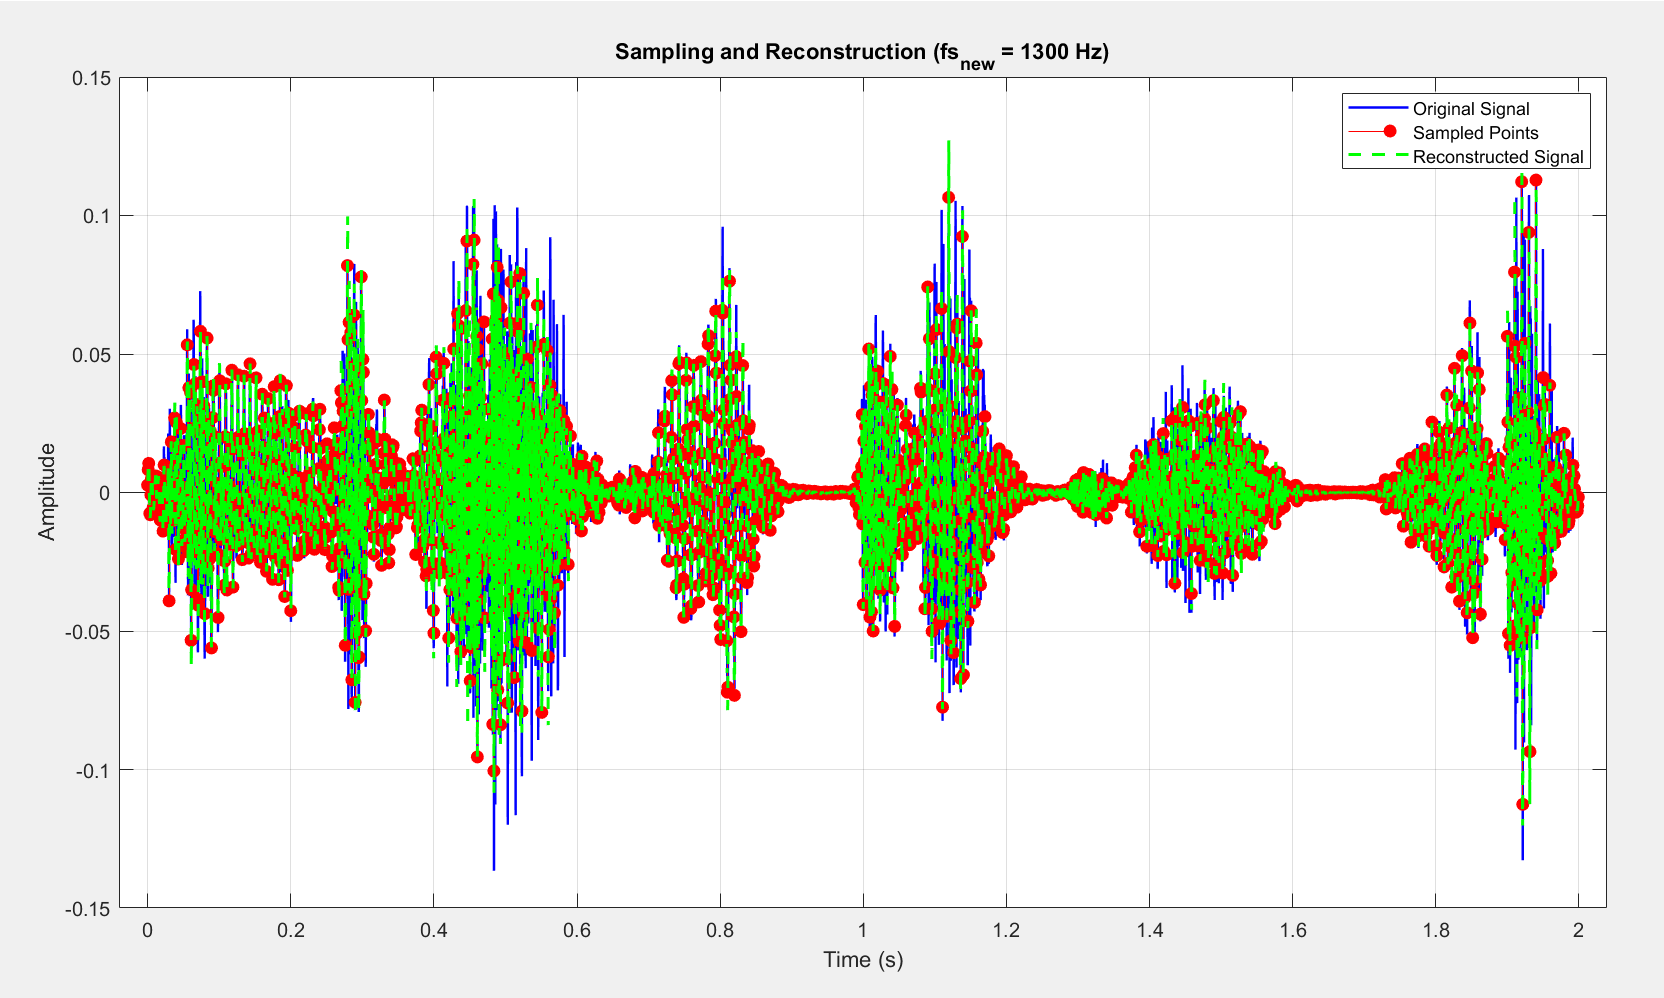 Sampling and Reconstruction (fs_new = 1300 Hz)
0.15
0.1
0.05
0
-0.05
-0.1
-0.15
Amplitude
Original Signal
Sampled Points
Reconstructed Signal
0 0.2 0.4 0.6 0.8 1 1.2 1.4 1.6 1.8 2
Time (s)